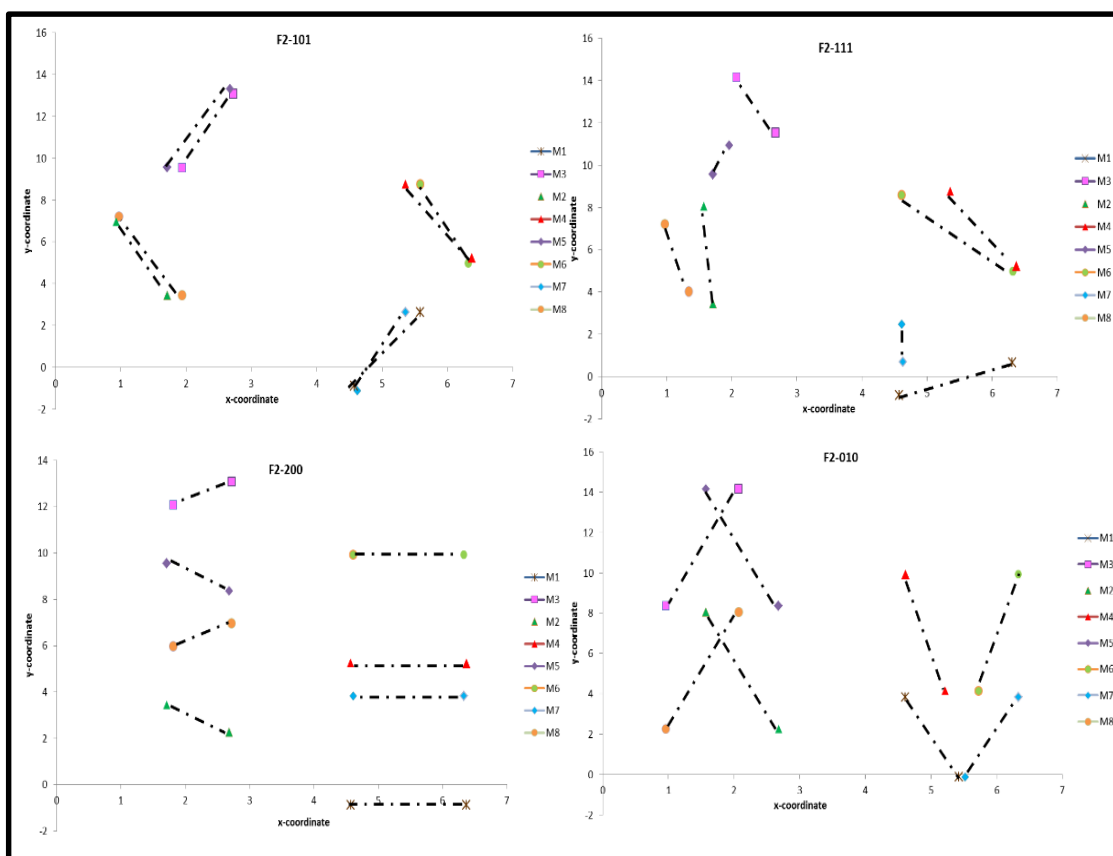 F2-101
16
14
12
10
8
6
4
2
0
-2
y-coordinate
0 1 2 3 4 5 6 7
x-coordinate
M1
M3
M2
M4
M5
M6
M7
M8
F2-111
16
14
12
10
8
6
4
2
0
-2
y-coordinate
0 1 2 3 4 5 6 7
x-coordinate
M1
M3
M2
M4
M5
M6
M7
M8
F2-200
14
12
10
8
6
4
2
0
-2
y-coordinate
0 1 2 3 4 5 6 7
x-coordinate
M1
M3
M2
M4
M5
M6
M7
M8
F2-010
16
14
12
10
8
6
4
2
0
-2
y-coordinate
0 1 2 3 4 5 6 7
x-coordinate
M1
M3
M2
M4
M5
M6
M7
M8